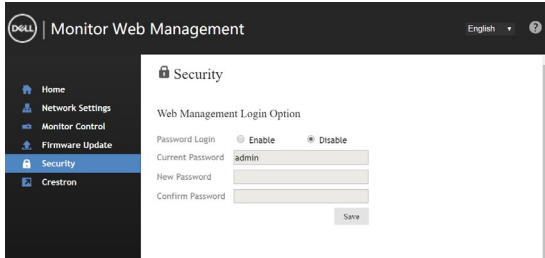 DELL | Monitor Web Management
English
?
Home
Network Settings
Monitor Control
Firmware Update
Security
Crestron
Security
Web Management Login Option
Password Login Enable Disable
Current Password admin
New Password
Confirm Password
Save